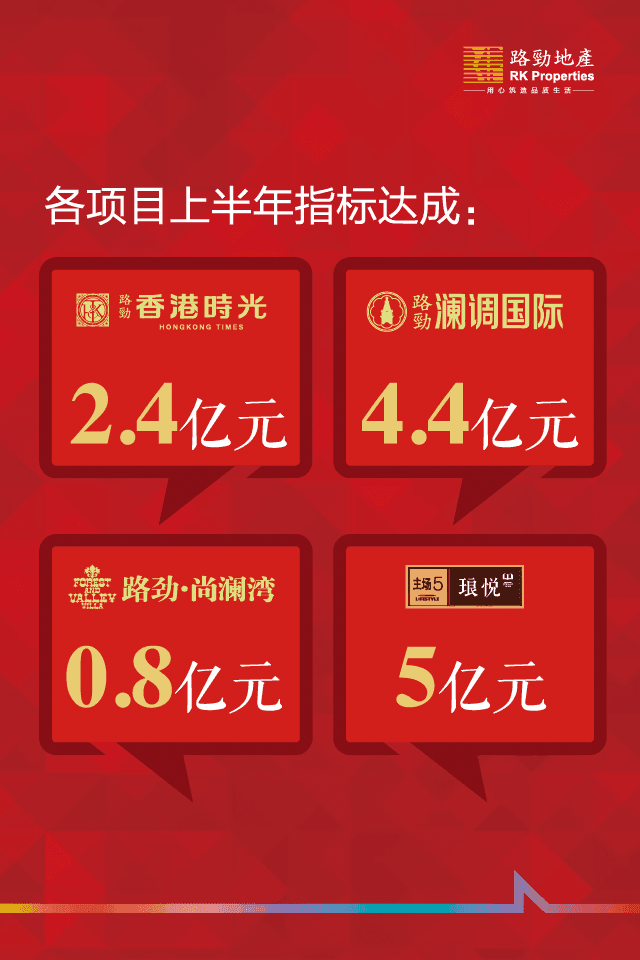 路勁地產
RK Properties
用心筑造品质生活
各项目上半年指标达成：
路勁
香港時光
HONGKONG TIMES
2.4亿元
路勁
澜调国际
4.4亿元
FOREST
AND
VALLEY
VILLA
路劲·尚澜湾
0.8亿元
主场5
LIFESTYLE
琅悦
5亿元